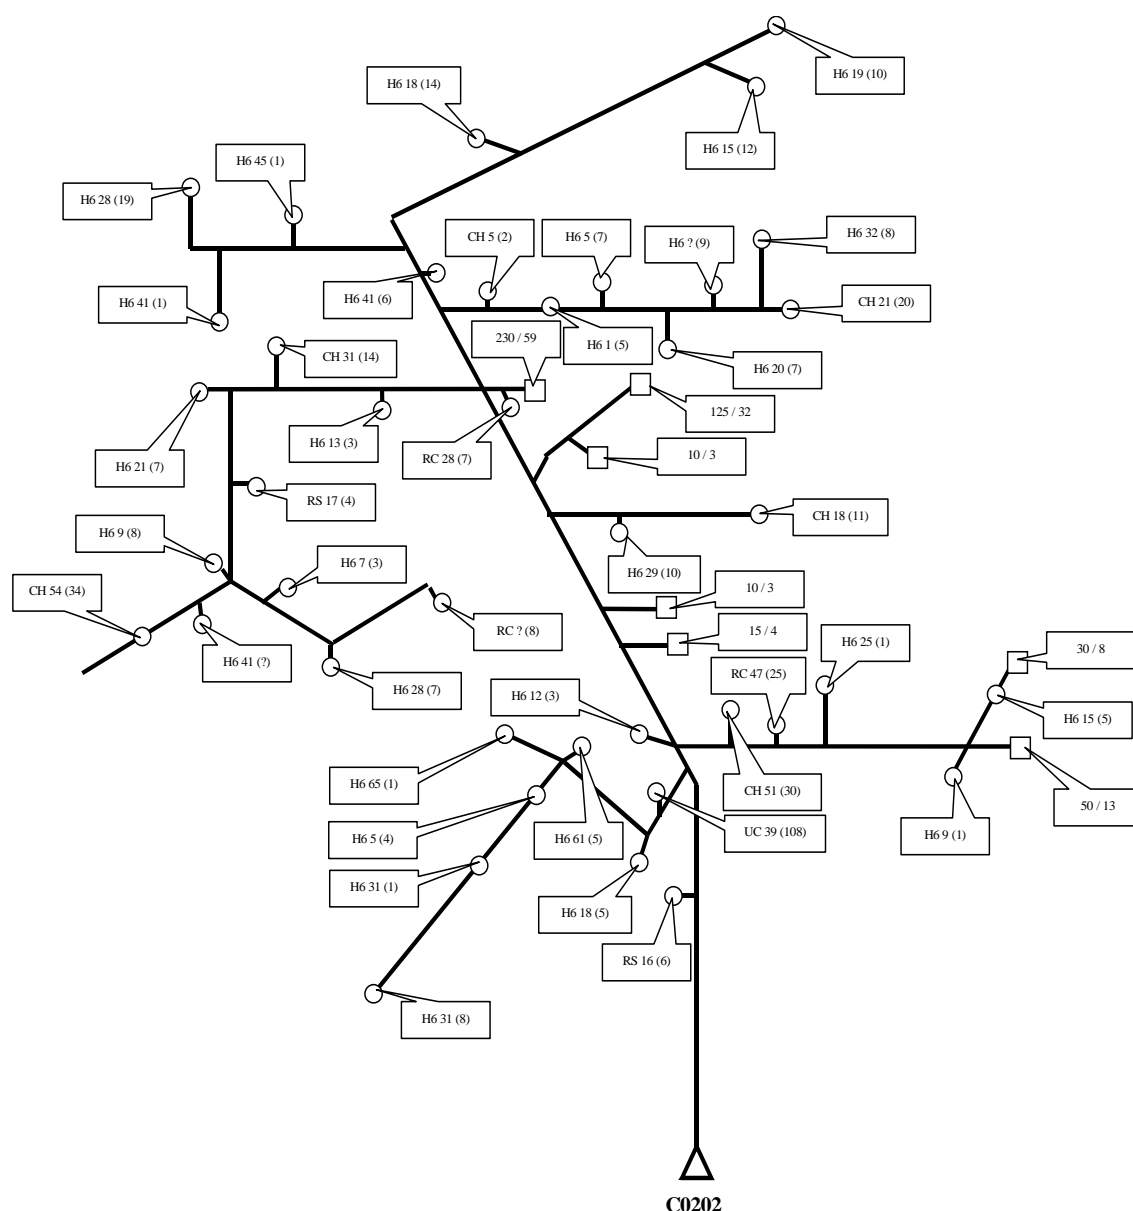 H6 19 (10)
H6 18 (14)
H6 15 (12)
H6 45 (1)
H6 28 (19)
CH 5 (2)
H6 5 (7)
H6 ? (9)
H6 32 (8)
H6 41 (6)
H6 41 (1)
CH 21 (20)
230 / 59
H6 1 (5)
CH 31 (14)
H6 20 (7)
125 / 32
H6 13 (3)
RC 28 (7)
10 / 3
H6 21 (7)
RS 17 (4)
CH 18 (11)
H6 9 (8)
H6 7 (3)
H6 29 (10)
CH 54 (34)
10 / 3
RC ? (8)
15 / 4
H6 41 (?)
H6 25 (1)
30 / 8
RC 47 (25)
H6 28 (7)
H6 12 (3)
H6 15 (5)
H6 65 (1)
CH 51 (30)
50 / 13
H6 5 (4)
H6 61 (5)
UC 39 (108)
H6 9 (1)
H6 31 (1)
H6 18 (5)
RS 16 (6)
H6 31 (8)
C0202